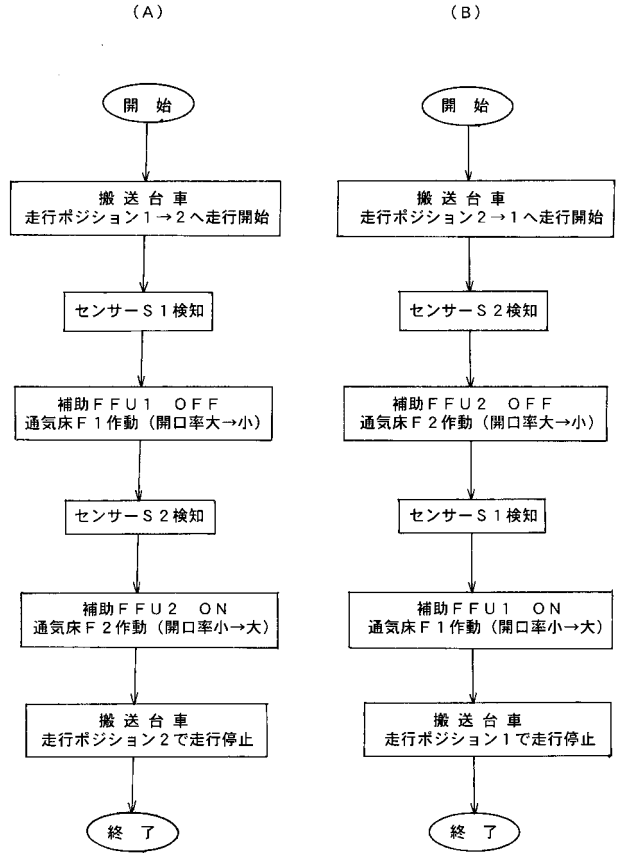 (A)
開 始
搬 送 台 車
走行ポジション1→2へ走行開始
センサーS1検知
補助FFU1 OFF
通気床F1作動(開口率大→小)
センサーS2検知
補助FFU2 ON
通気床F2作動(開口率小→大)
搬 送 台 車
走行ポジション2で走行停止
終 了
(B)
開 始
搬 送 台 車
走行ポジション2→1へ走行開始
センサーS2検知
補助FFU2 OFF
通気床F2作動(開口率大→小)
センサーS1検知
補助FFU1 ON
通気床F1作動(開口率小→大)
搬 送 台 車
走行ポジション1で走行停止
終 了